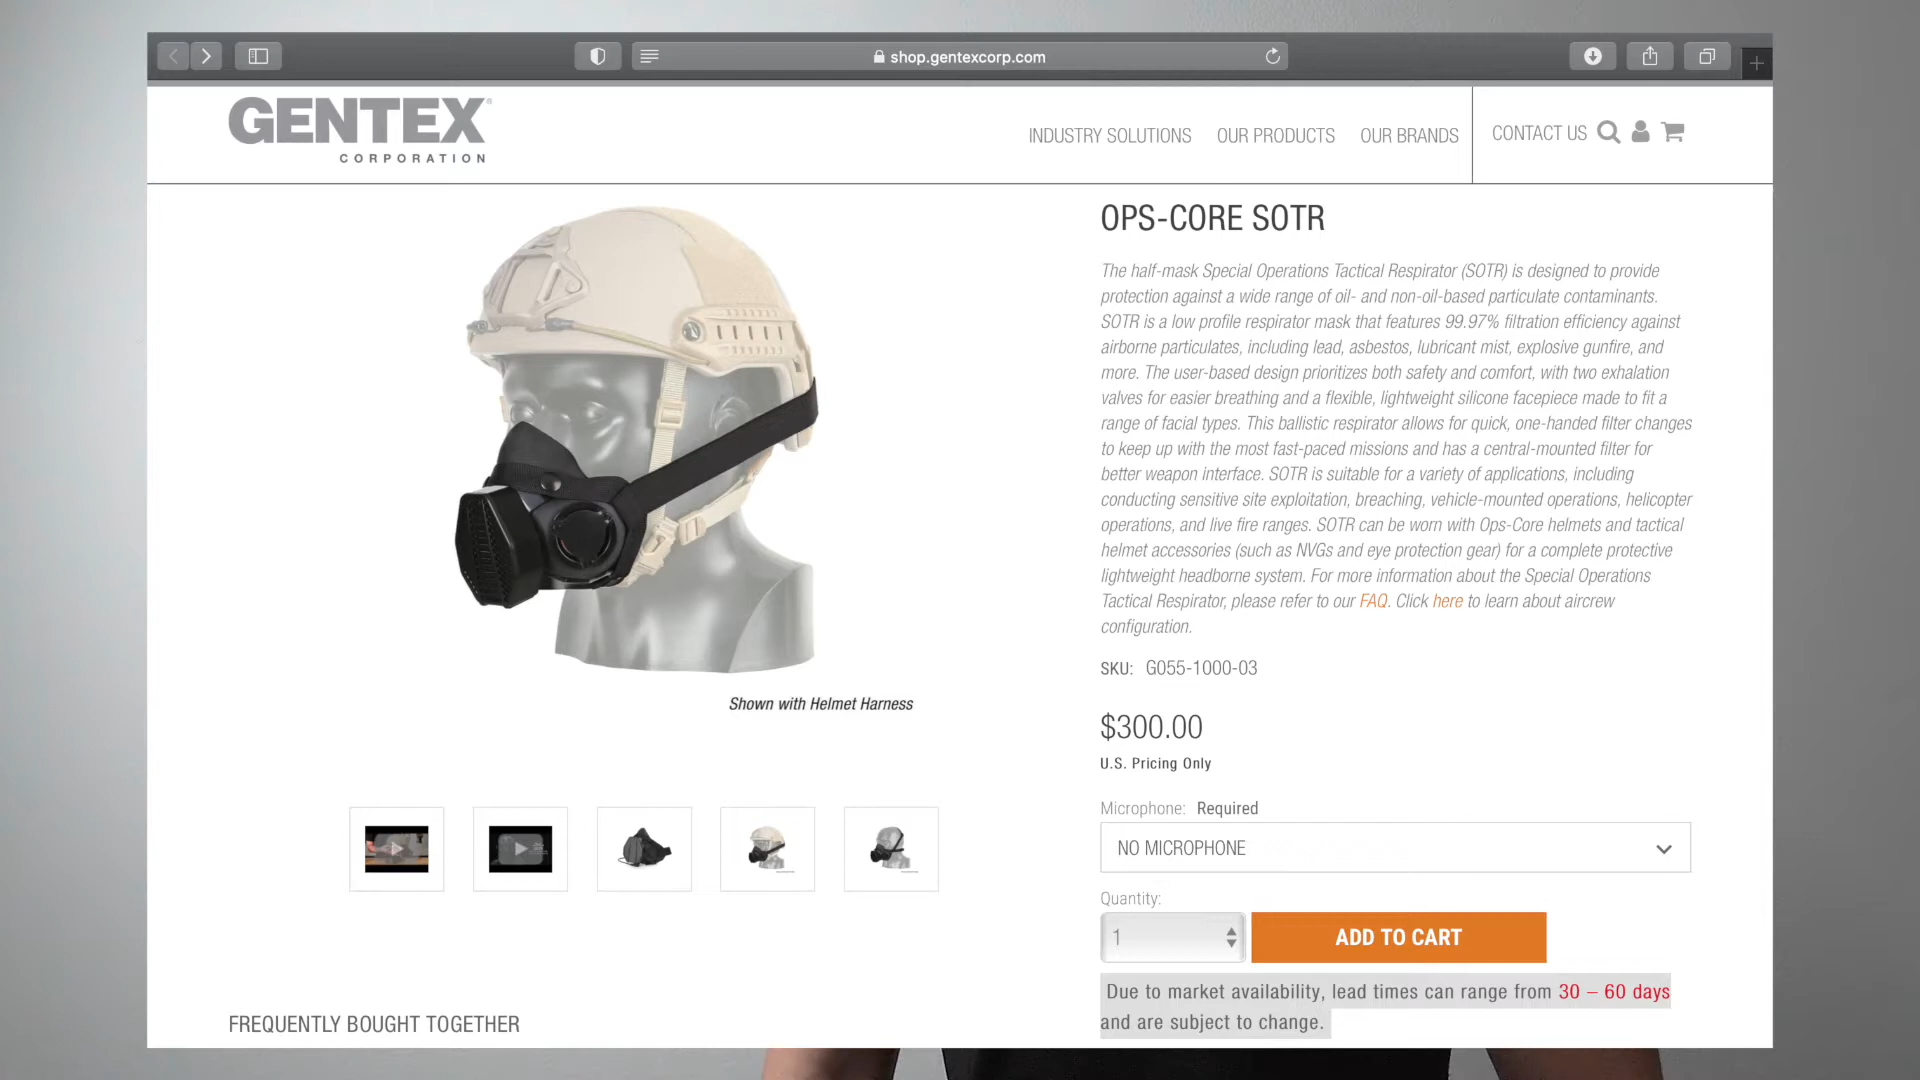 shop.gentexcorp.com
GENTEX®
CORPORATION
INDUSTRY SOLUTIONS
OUR PRODUCTS
OUR BRANDS
CONTACT US
OPS-CORE SOTR
The half-mask Special Operations Tactical Respirator (SOTR) is designed to provide
protection against a wide range of oil- and non-oil-based particulate contaminants.
SOTR is a low profile respirator mask that features 99.97% filtration efficiency against
airborne particulates, including lead, asbestos, lubricant mist, explosive gunfire, and
more. The user-based design prioritizes both safety and comfort, with two exhalation
valves for easier breathing and a flexible, lightweight silicone facepiece made to fit a
range of facial types. This ballistic respirator allows for quick, one-handed filter changes
to keep up with the most fast-paced missions and has a central-mounted filter for
better weapon interface. SOTR is suitable for a variety of applications, including
conducting sensitive site exploitation, breaching, vehicle-mounted operations, helicopter
operations, and live fire ranges. SOTR can be worn with Ops-Core helmets and tactical
helmet accessories (such as NVGs and eye protection gear) for a complete protective
lightweight headborne system. For more information about the Special Operations
Tactical Respirator, please refer to our FAQ. Click here to learn about aircrew
configuration.
SKU: G055-1000-03
Shown with Helmet Harness
$300.00
U.S. Pricing Only
Microphone: Required
NO MICROPHONE
Quantity:
1
ADD TO CART
Due to market availability, lead times can range from 30 – 60 days
and are subject to change.
FREQUENTLY BOUGHT TOGETHER